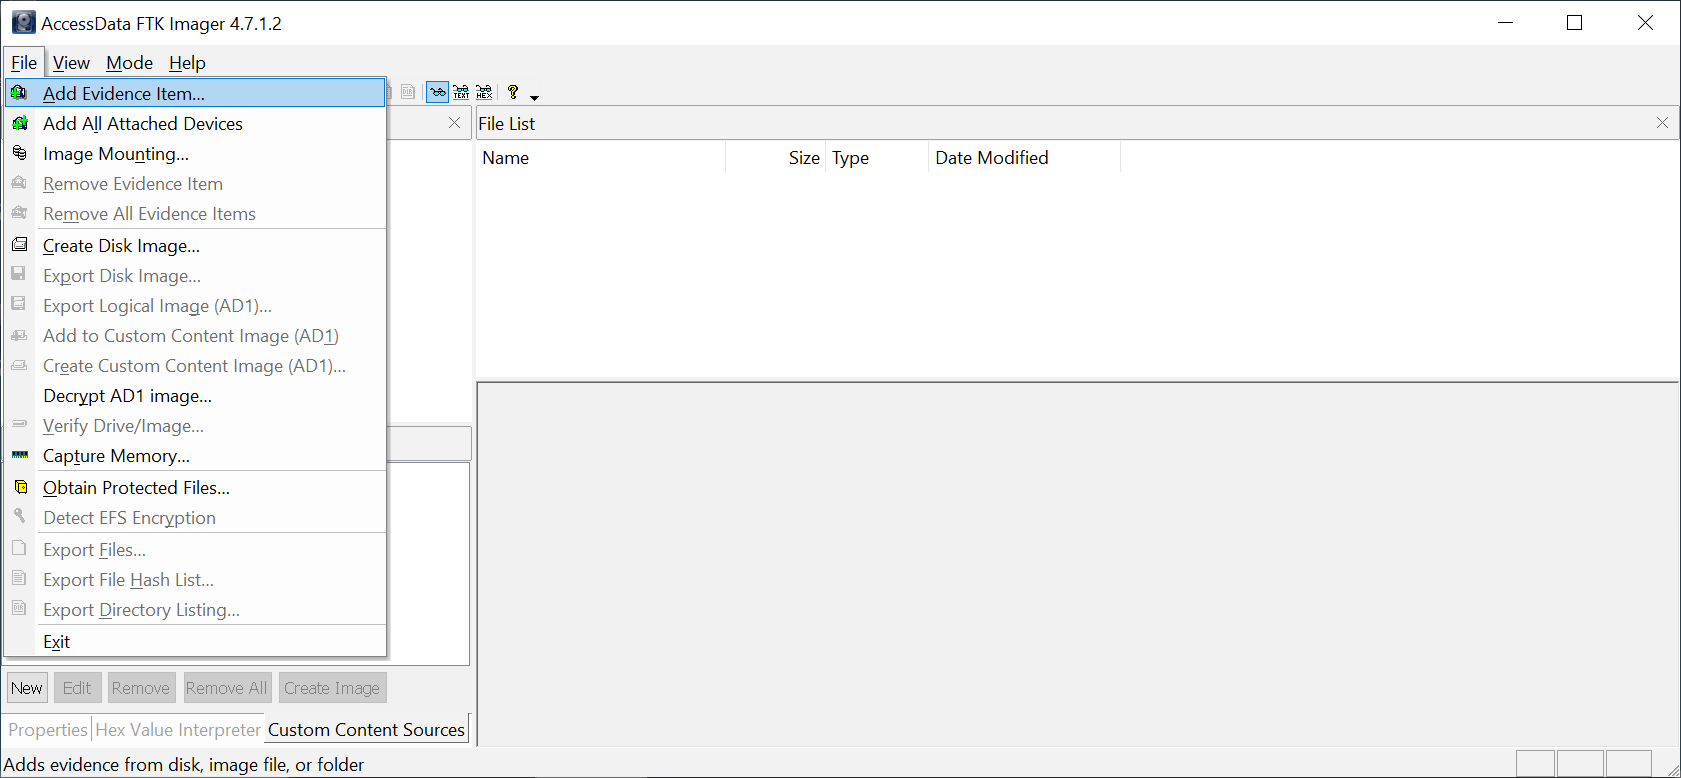 AccessData FTK Imager 4.7.1.2
File View Mode Help
Add Evidence Item...
Add All Attached Devices
Image Mounting...
Remove Evidence Item
Remove All Evidence Items
Create Disk Image...
Export Disk Image...
Export Logical Image (AD1)...
Add to Custom Content Image (AD1)
Create Custom Content Image (AD1)...
Decrypt AD1 image...
Verify Drive/Image...
Capture Memory...
Obtain Protected Files...
Detect EFS Encryption
Export Files...
Export File Hash List...
Export Directory Listing...
Exit
DIR TEXT HEX ?
File List
Name Size Type Date Modified
New Edit Remove Remove All Create Image
Properties Hex Value Interpreter Custom Content Sources
Adds evidence from disk, image file, or folder